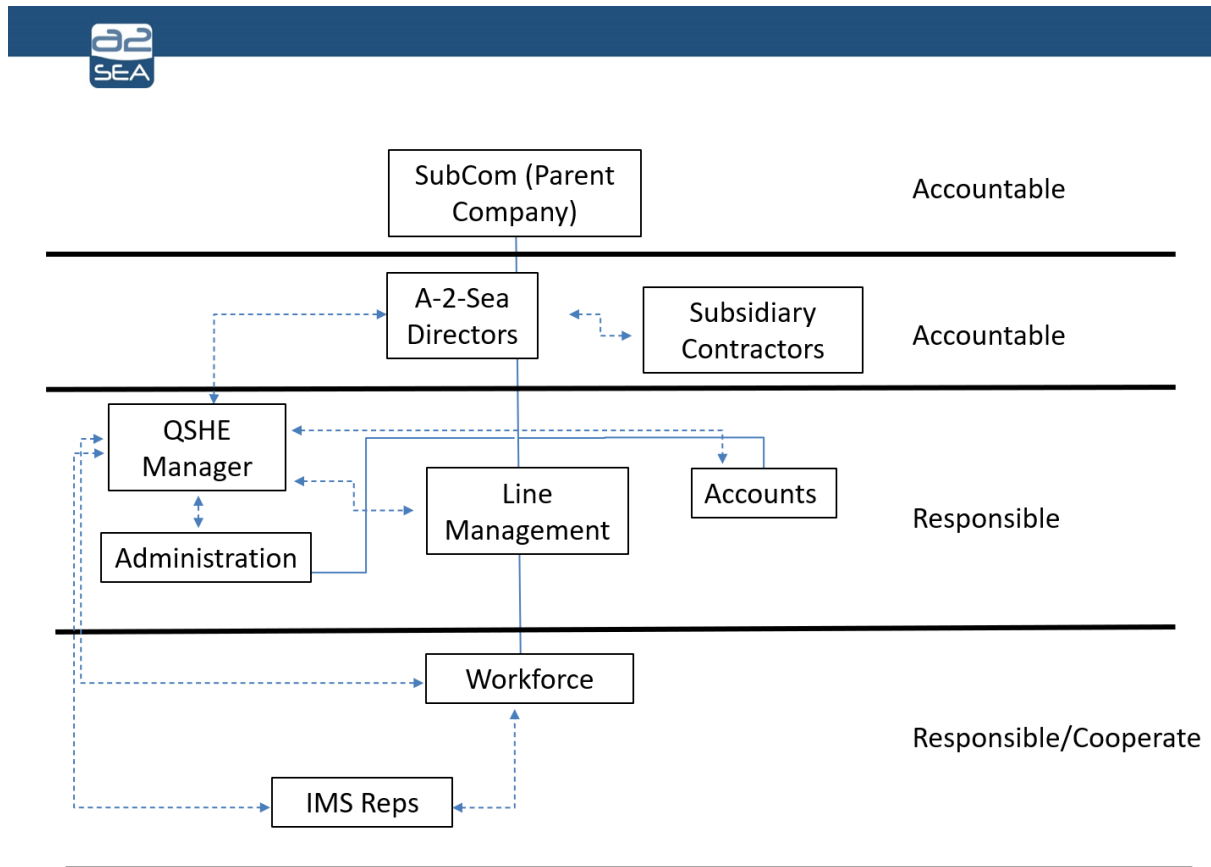 a2
SEA
SubCom (Parent
Company)
Accountable
A-2-Sea
Directors
Subsidiary
Contractors
Accountable
QSHE
Manager
Line
Management
Accounts
Responsible
Administration
Workforce
Responsible/Cooperate
IMS Reps